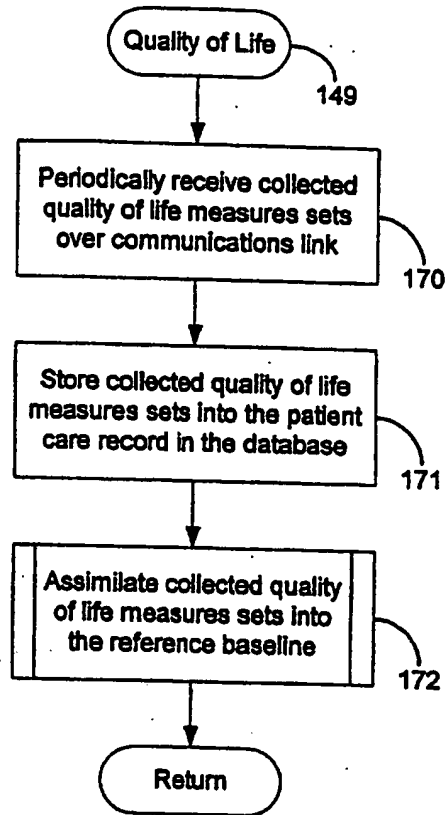 Quality of Life
149
Periodically receive collected
quality of life measures sets
over communications link
170
Store collected quality of life
measures sets into the patient
care record in the database
171
Assimilate collected quality
of life measures sets into
the reference baseline
172
Return